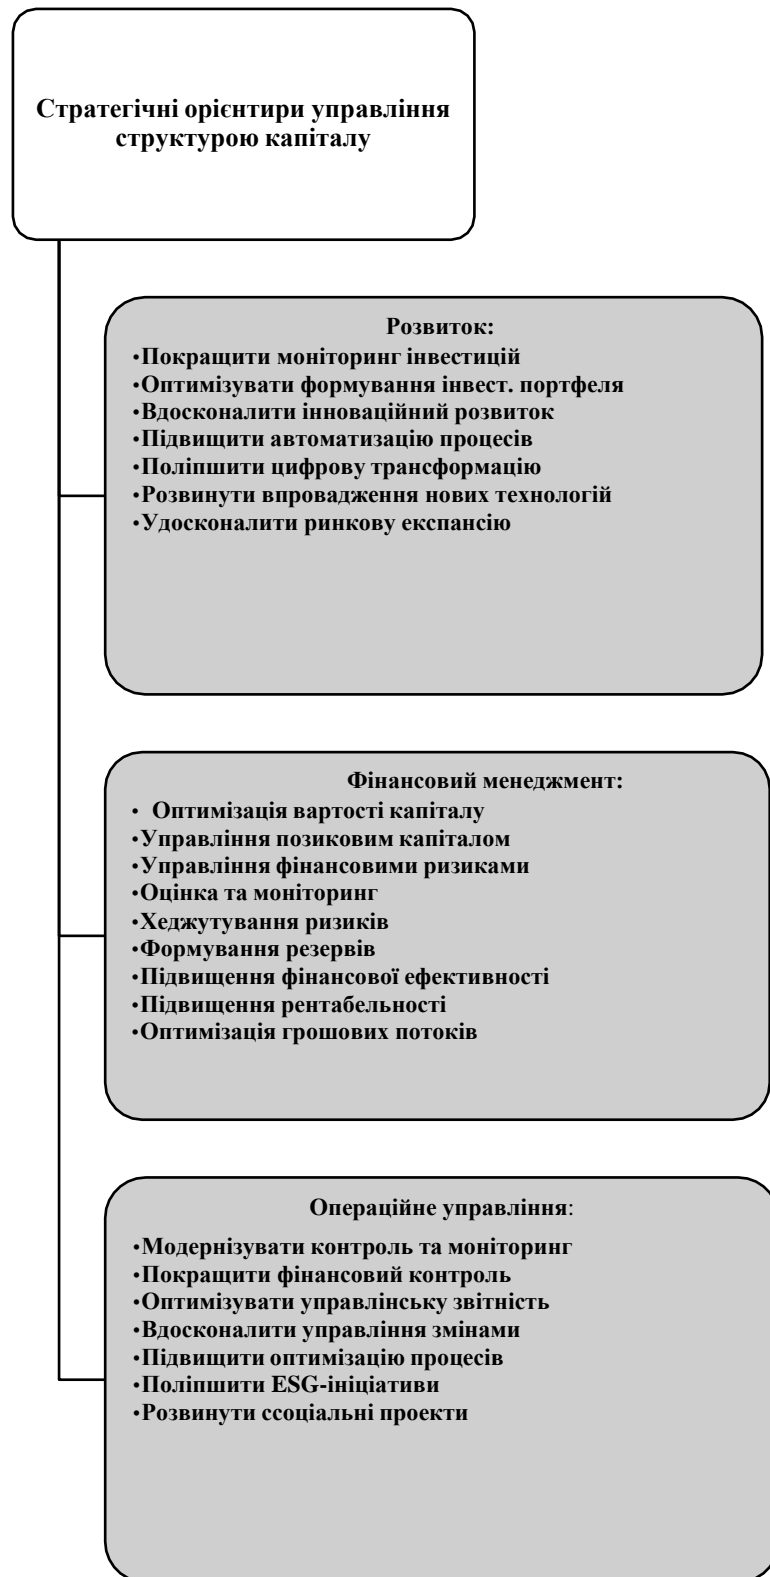 Стратегічні орієнтири управління
структурою капіталу
Розвиток:
•Покращити моніторинг інвестицій
•Оптимізувати формування інвест. портфеля
•Вдосконалити інноваційний розвиток
•Підвищити автоматизацію процесів
•Поліпшити цифрову трансформацію
•Розвинути впровадження нових технологій
•Удосконалити ринкову експансію
Фінансовий менеджмент:
• Оптимізація вартості капіталу
•Управління позиковим капіталом
•Управління фінансовими ризиками
•Оцінка та моніторинг
•Хеджутування ризиків
•Формування резервів
•Підвищення фінансової ефективності
•Підвищення рентабельності
•Оптимізація грошових потоків
Операційне управління:
•Модернізувати контроль та моніторинг
•Покращити фінансовий контроль
•Оптимізувати управлінську звітність
•Вдосконалити управління змінами
•Підвищити оптимізацію процесів
•Поліпшити ESG-ініціативи
•Розвинути ссоціальні проекти